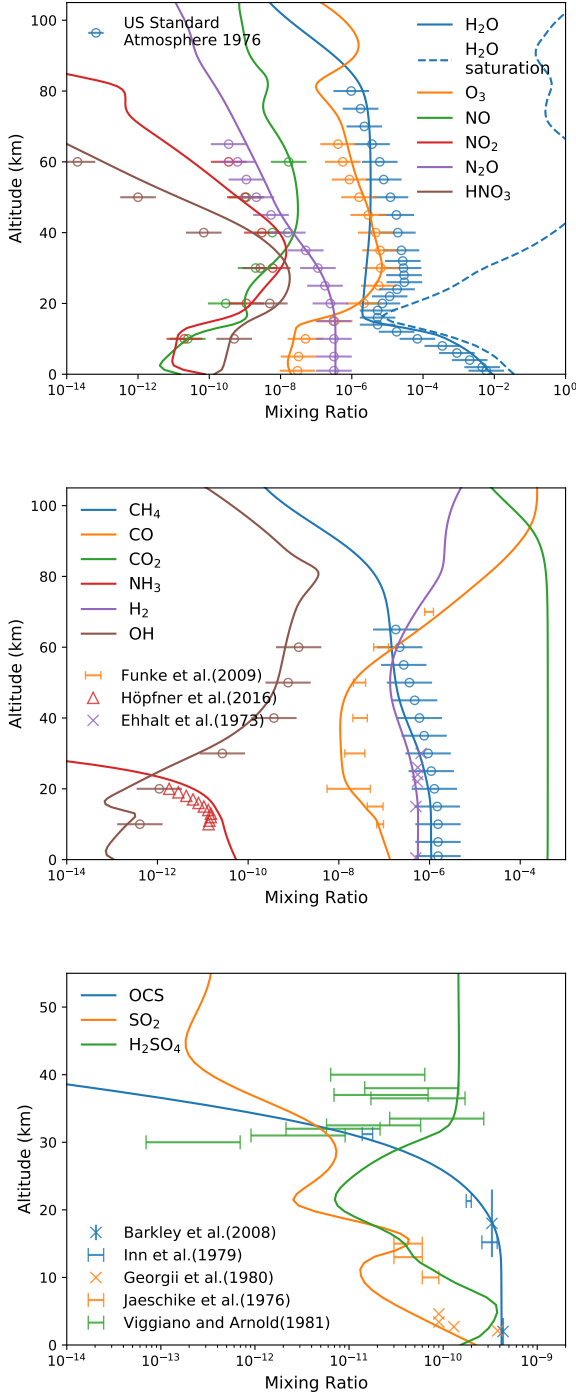 US Standard
Atmosphere 1976
H₂O
H₂O
saturation
O₃
NO
NO₂
N₂O
HNO₃
Altitude (km)
100
80
60
40
20
0
10⁻¹⁴ 10⁻¹² 10⁻¹⁰ 10⁻⁸ 10⁻⁶ 10⁻⁴ 10⁻² 10⁰
Mixing Ratio
CH₄
CO
CO₂
NH₃
H₂
OH
Funke et al.(2009)
Höpfner et al.(2016)
Ehhalt et al.(1973)
Altitude (km)
100
80
60
40
20
0
10⁻¹⁴ 10⁻¹² 10⁻¹⁰ 10⁻⁸ 10⁻⁶ 10⁻⁴
Mixing Ratio
OCS
SO₂
H₂SO₄
Barkley et al.(2008)
Inn et al.(1979)
Georgii et al.(1980)
Jaeschke et al.(1976)
Viggiano and Arnold(1981)
Altitude (km)
50
40
30
20
10
0
10⁻¹⁴ 10⁻¹³ 10⁻¹² 10⁻¹¹ 10⁻¹⁰ 10⁻⁹
Mixing Ratio